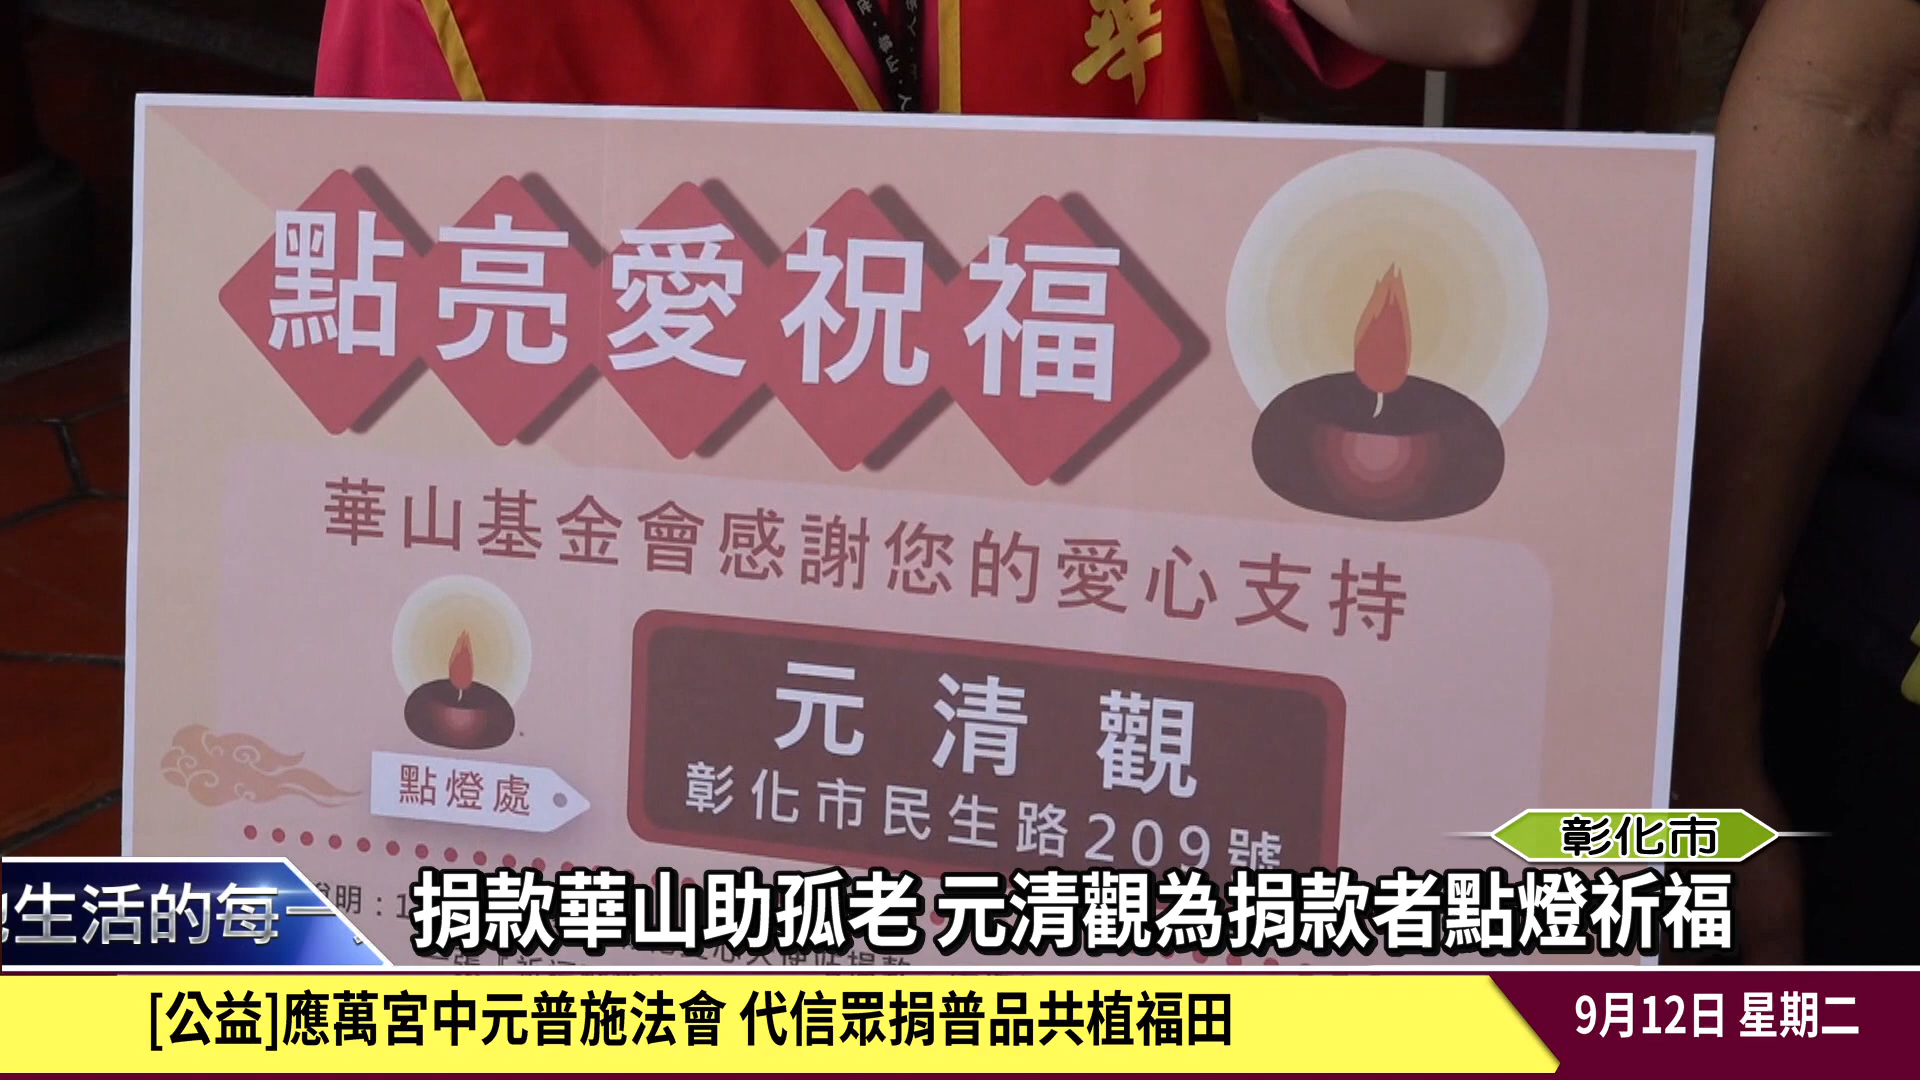 華
點亮愛祝福
華山基金會感謝您的愛心支持
元清觀
彰化市民生路209號
點燈處
彰化市
明：1
生活的每一
捐款華山助孤老 元清觀為捐款者點燈祈福
[公益]應萬宮中元普施法會 代信眾捐普品共植福田
9月12日 星期二